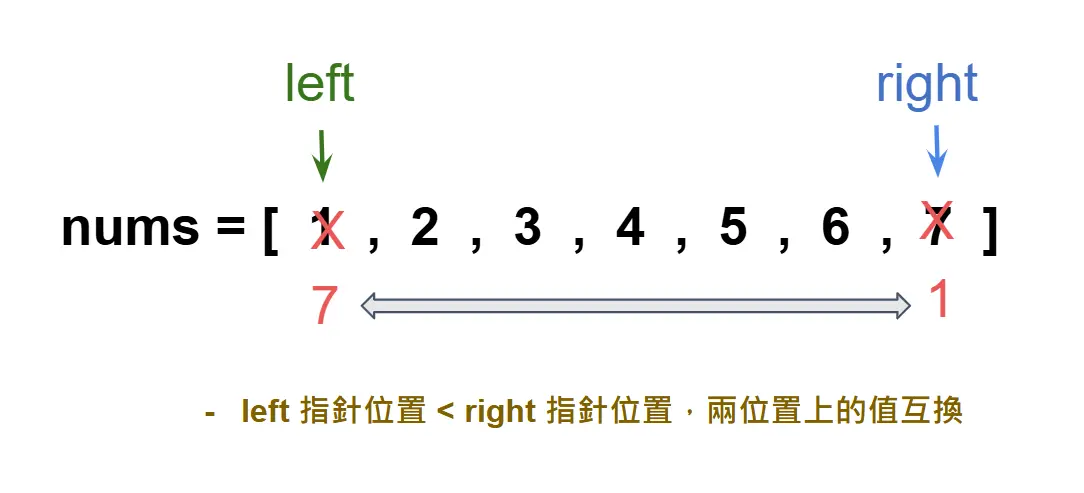 left right
nums = [ 1 , 2 , 3 , 4 , 5 , 6 , 7 ]
X X
7 1
- left 指針位置 < right 指針位置，兩位置上的值互換